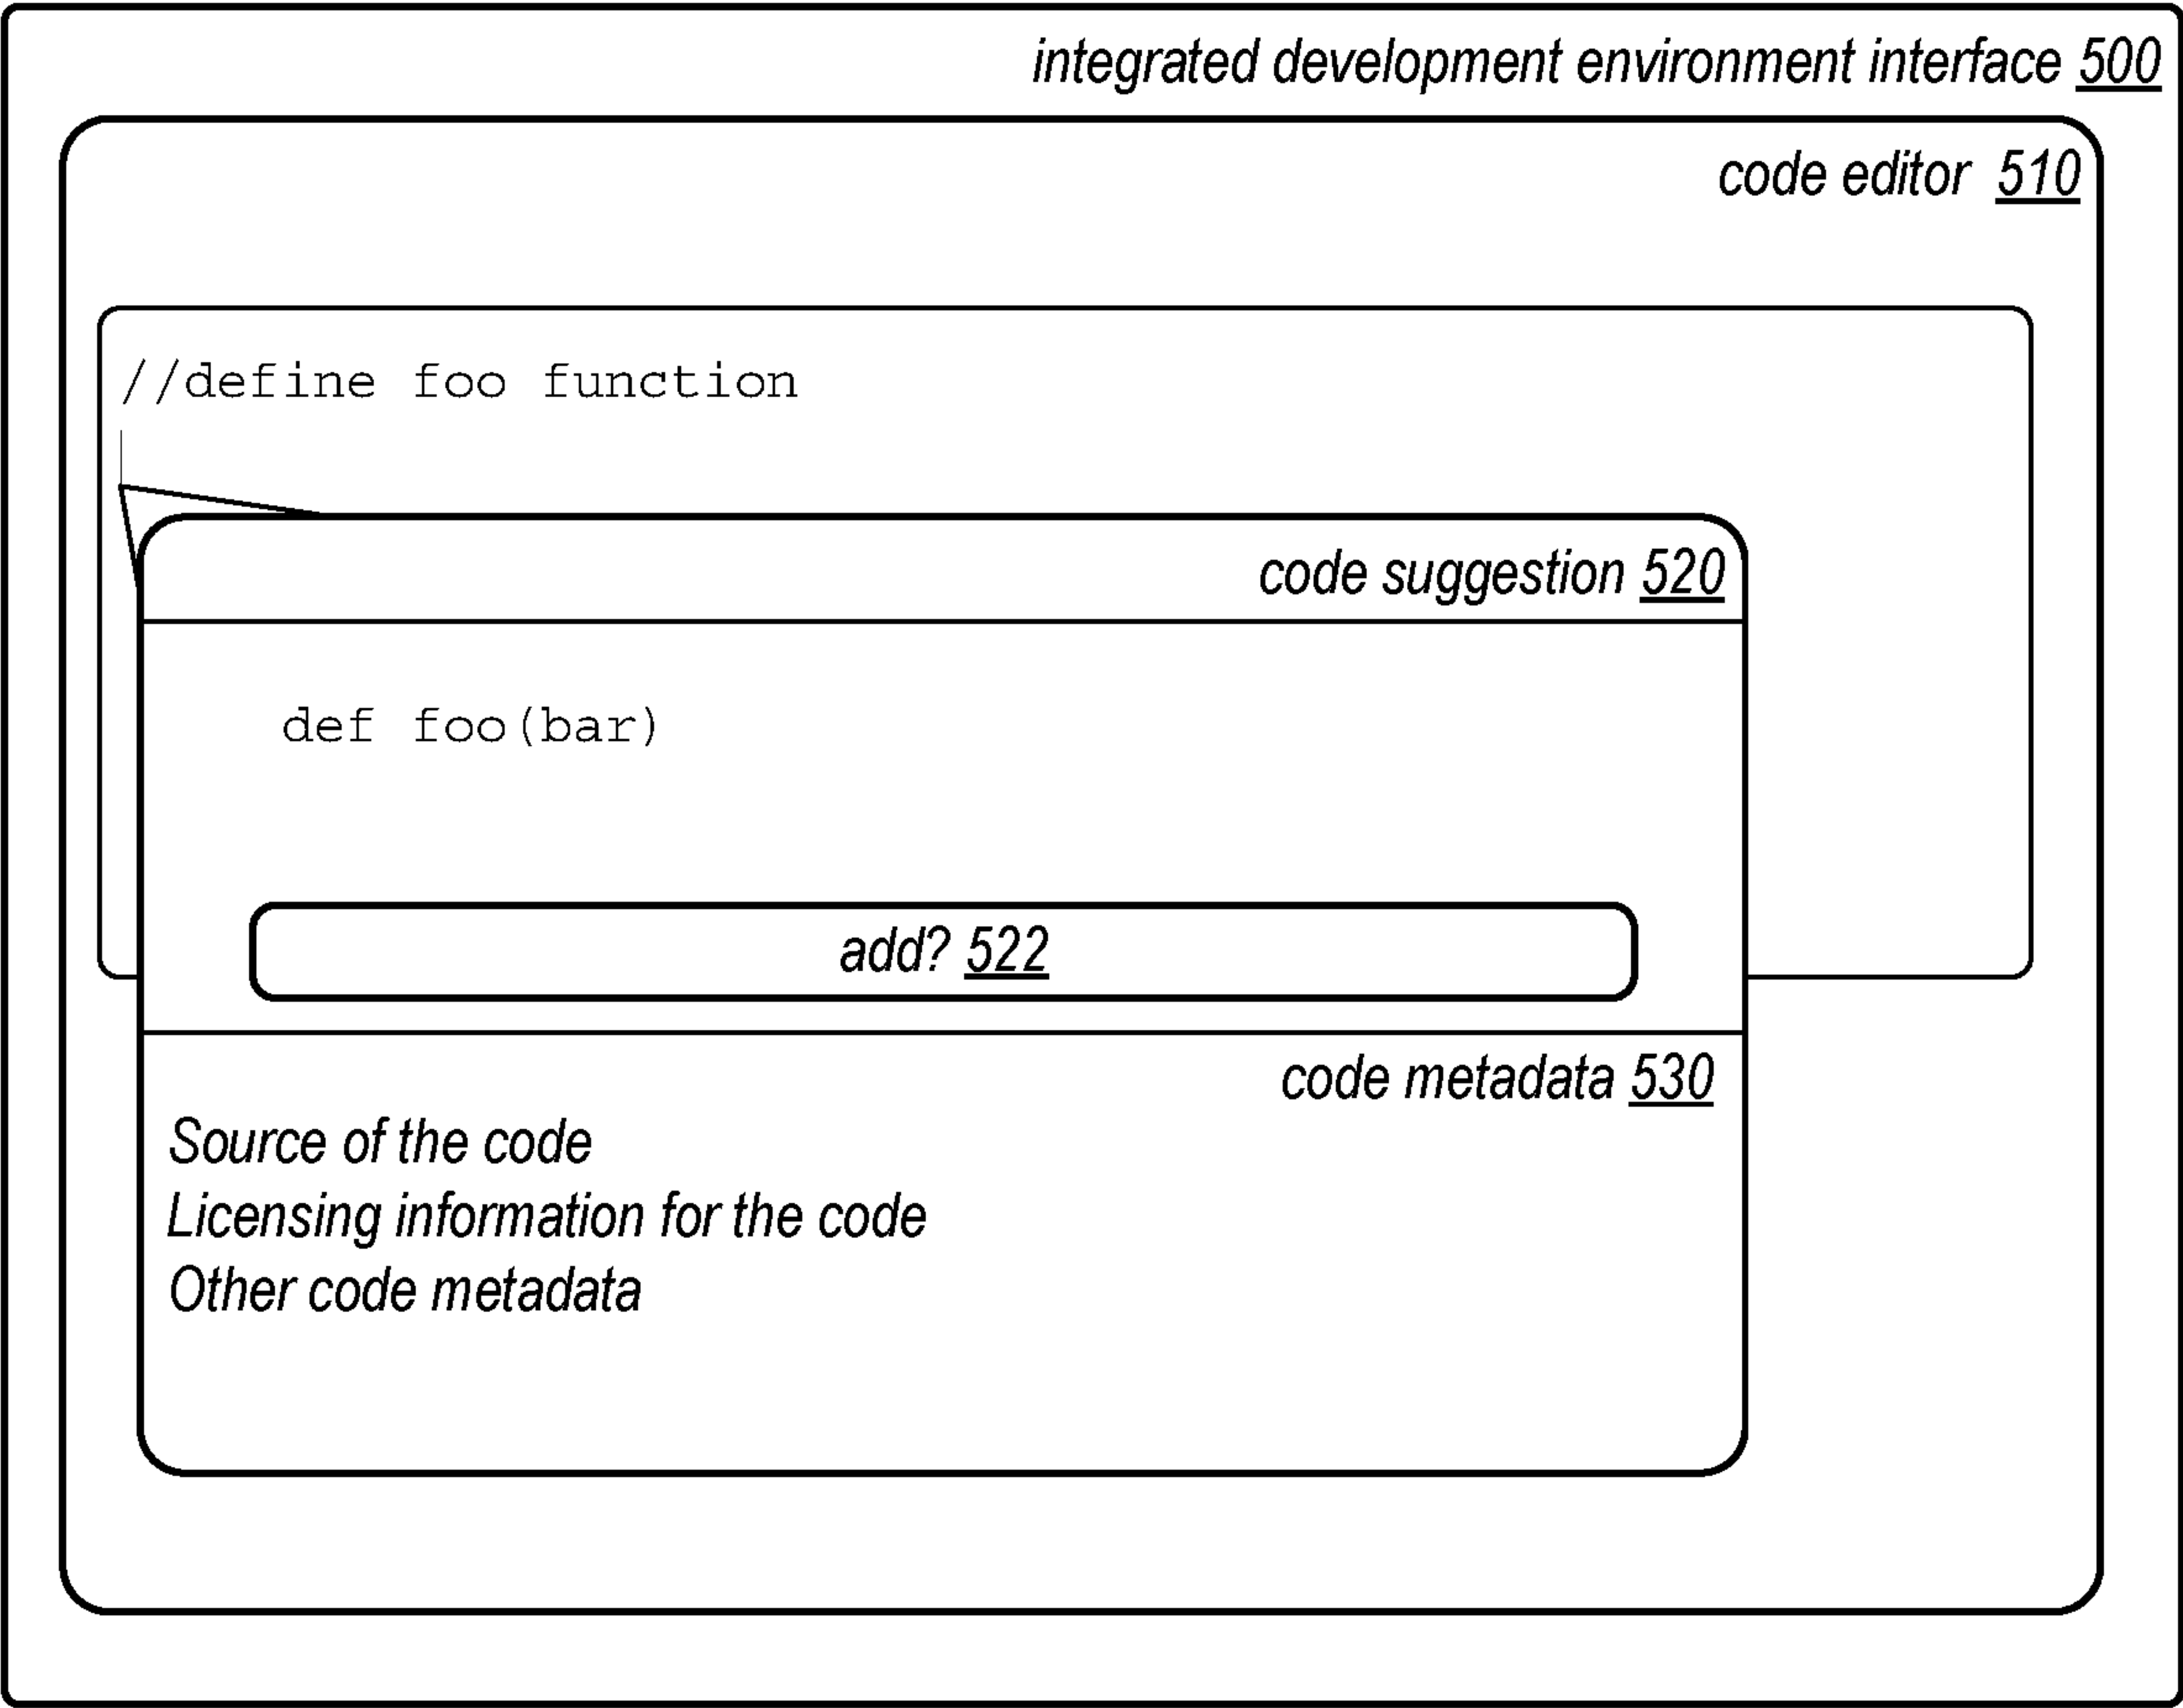 integrated development environment interface 500
code editor 510
//define foo function
code suggestion 520
def foo(bar)
add? 522
code metadata 530
Source of the code
Licensing information for the code
Other code metadata